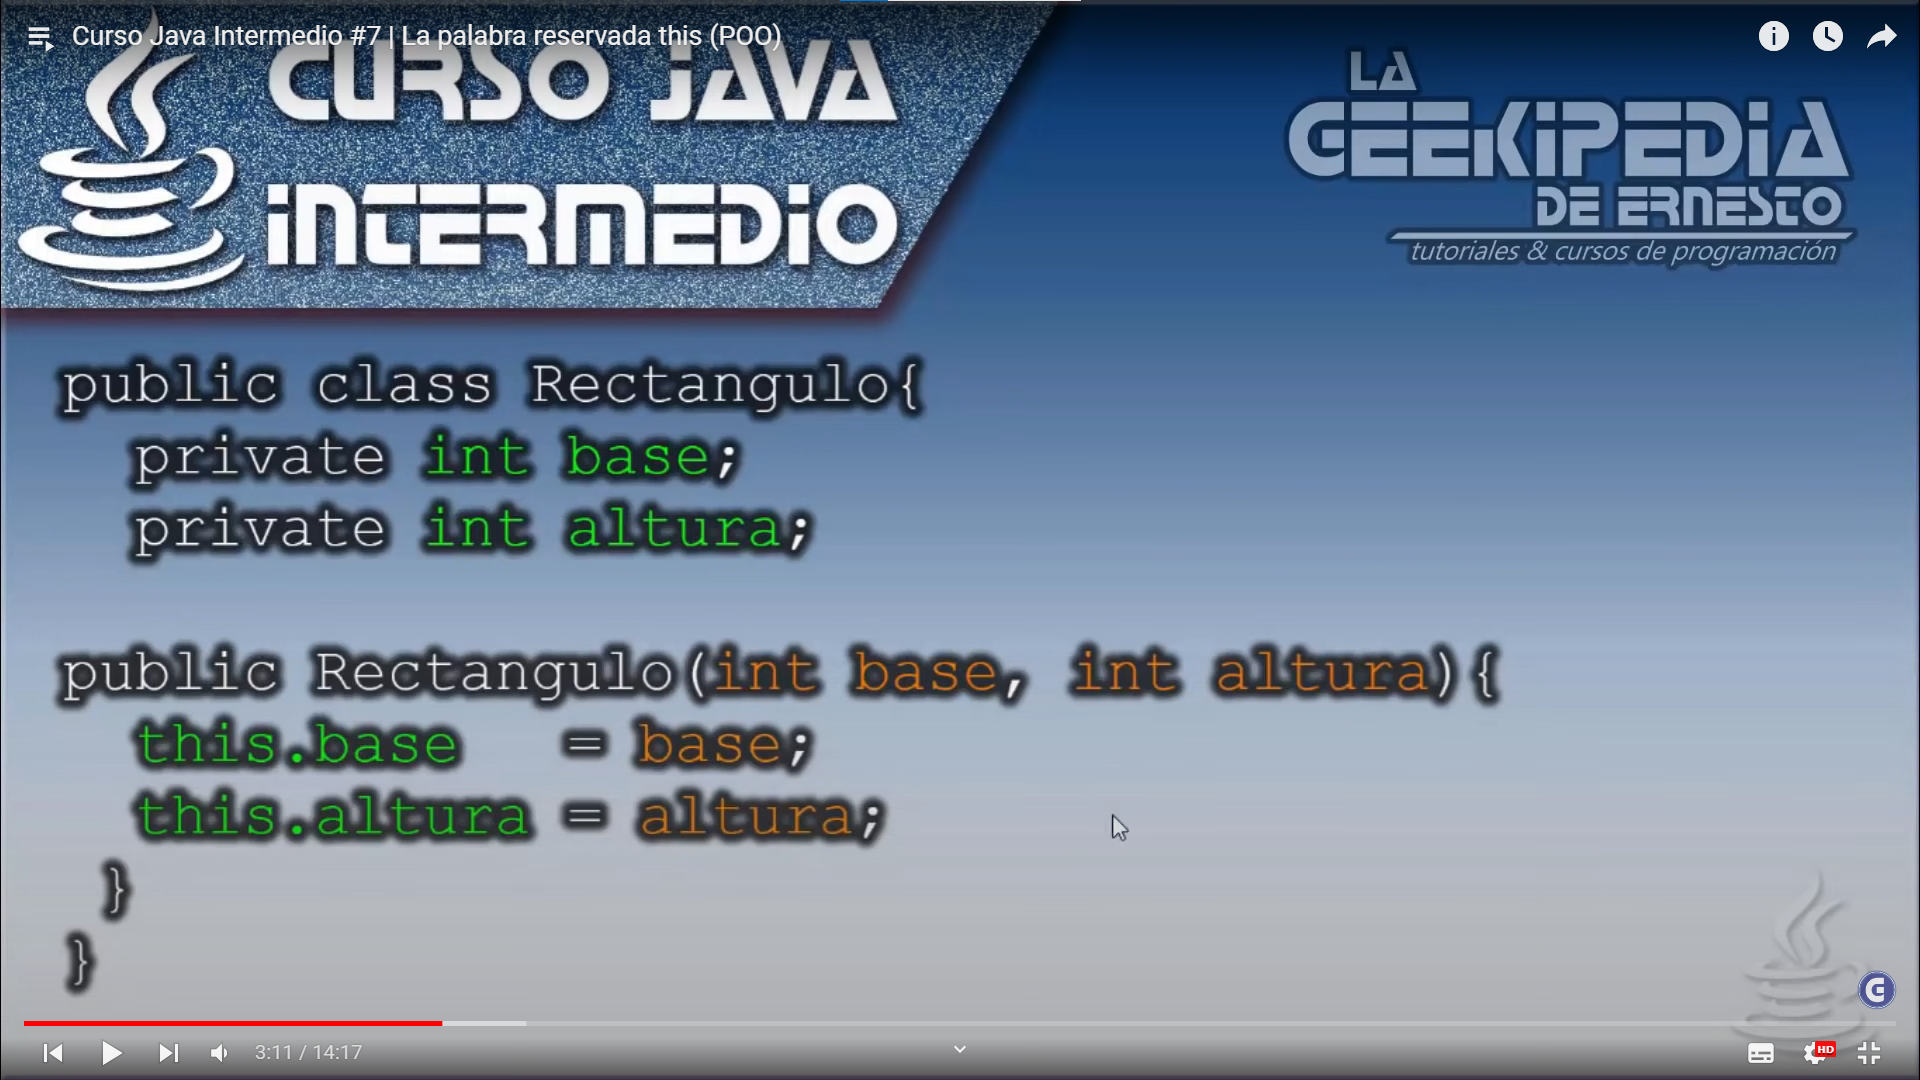 Curso Java Intermedio #7 | La palabra reservada this (POO)
CURSO JAVA
INTERMEDIO
LA
GEEKIPEDIA
DE ERNESTO
tutoriales & cursos de programación
public class Rectangulo{
private int base;
private int altura;
public Rectangulo(int base, int altura){
this.base = base;
this.altura = altura;
}
}
G
3:11 / 14:17
HD